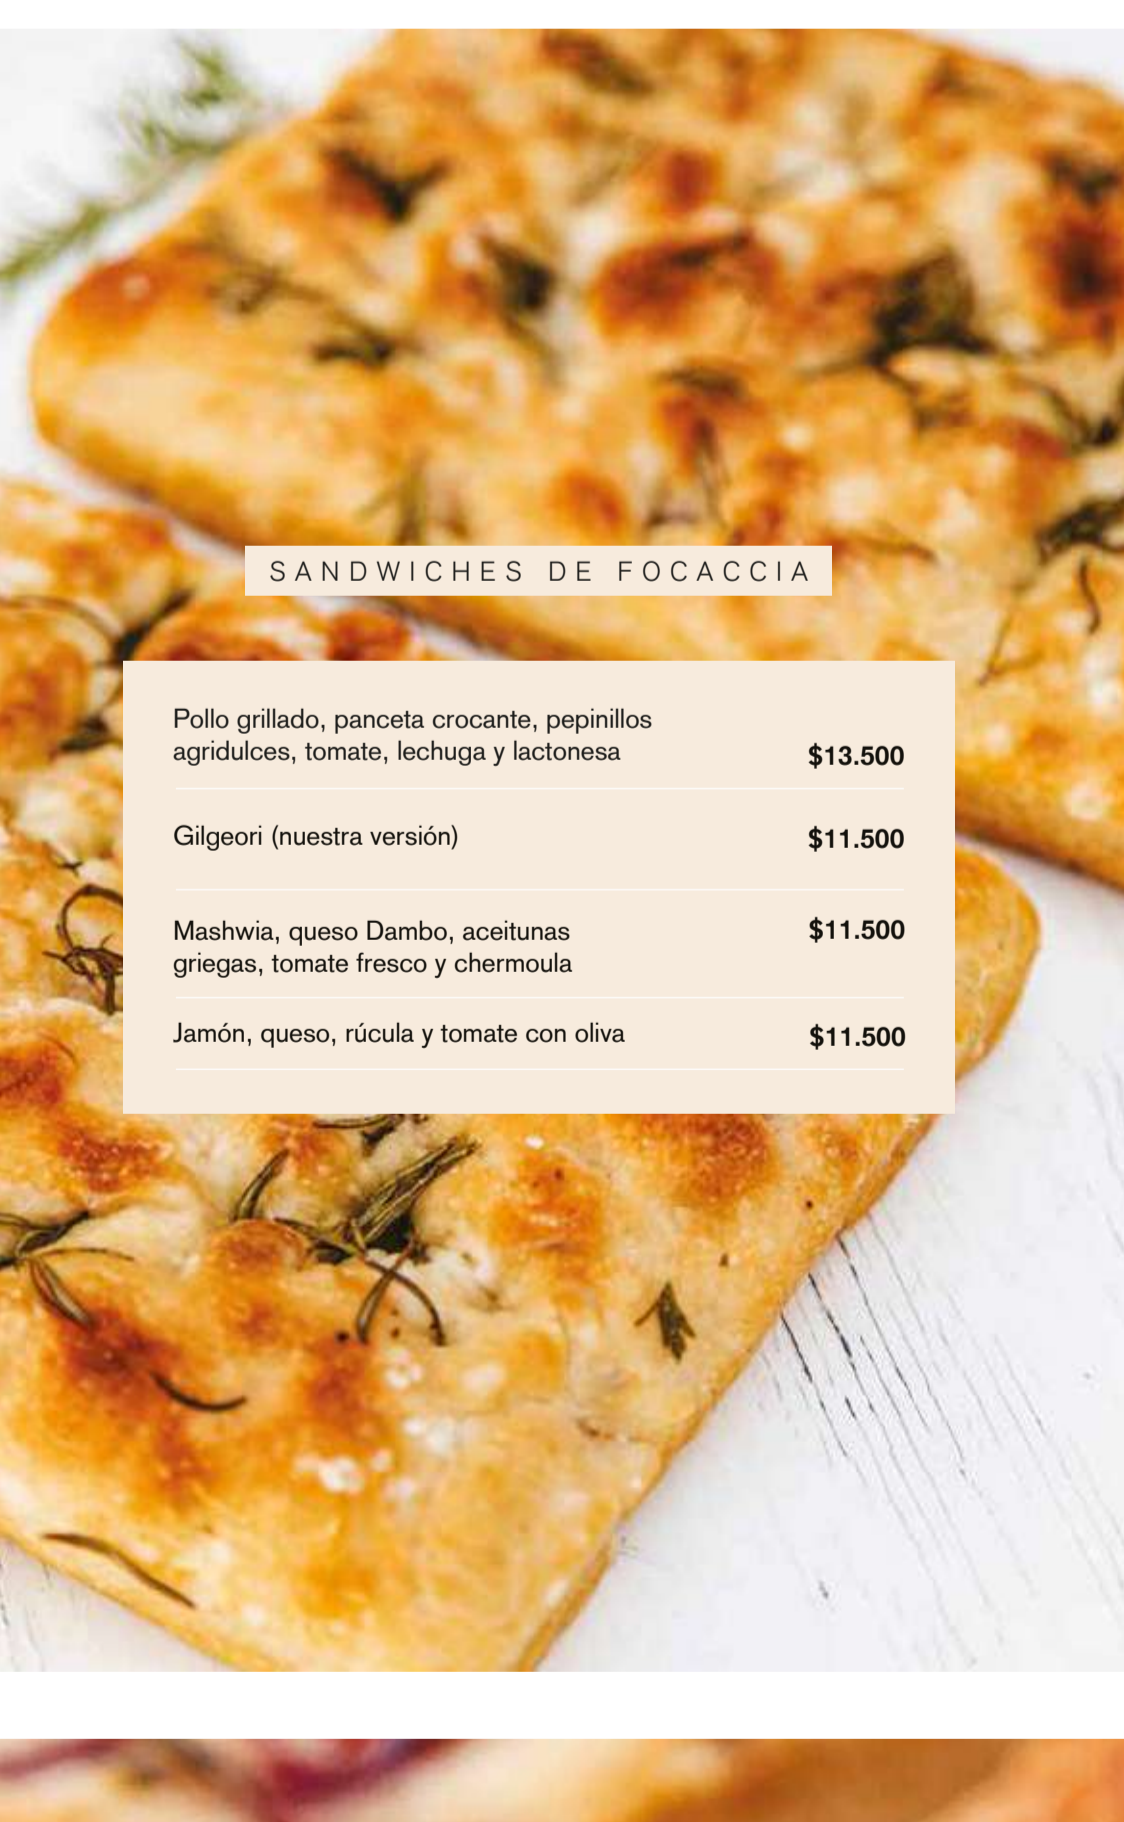 SANDWICHES DE FOCACCIA
Pollo grillado, panceta crocante, pepinillos
agridulces, tomate, lechuga y lactonesa
$13.500
Gilgeori (nuestra versión)
$11.500
Mashwia, queso Dambo, aceitunas
griegas, tomate fresco y chermoula
$11.500
Jamón, queso, rúcula y tomate con oliva
$11.500